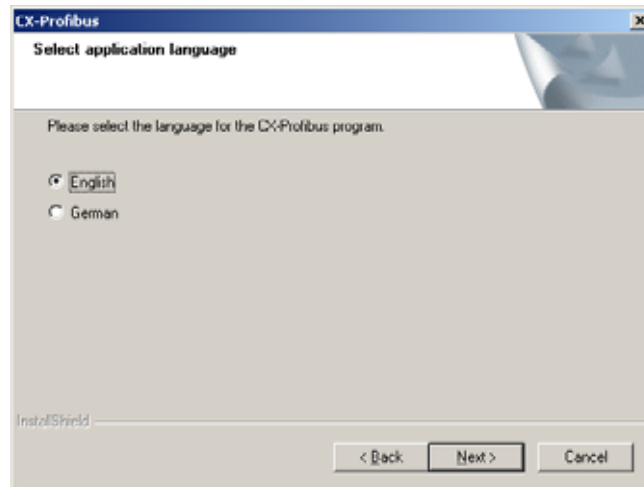 CX-Profibus
Select application language
Please select the language for the CX-Profibus program.
English
German
InstallShield
< Back Next > Cancel